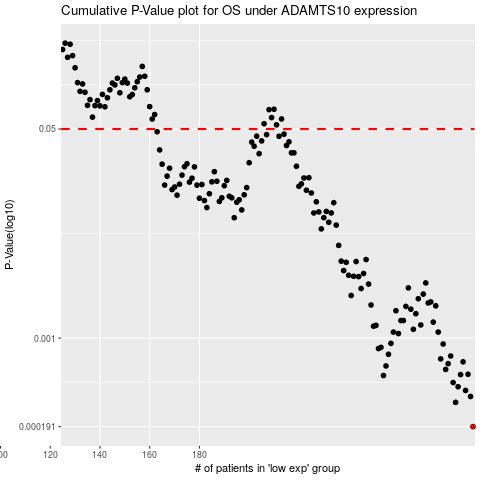 Cumulative P-Value plot for OS under ADAMTS10 expression
P-Value(log10)
0.05
0.001
0.000191
00 120 140 160 180
# of patients in 'low exp' group